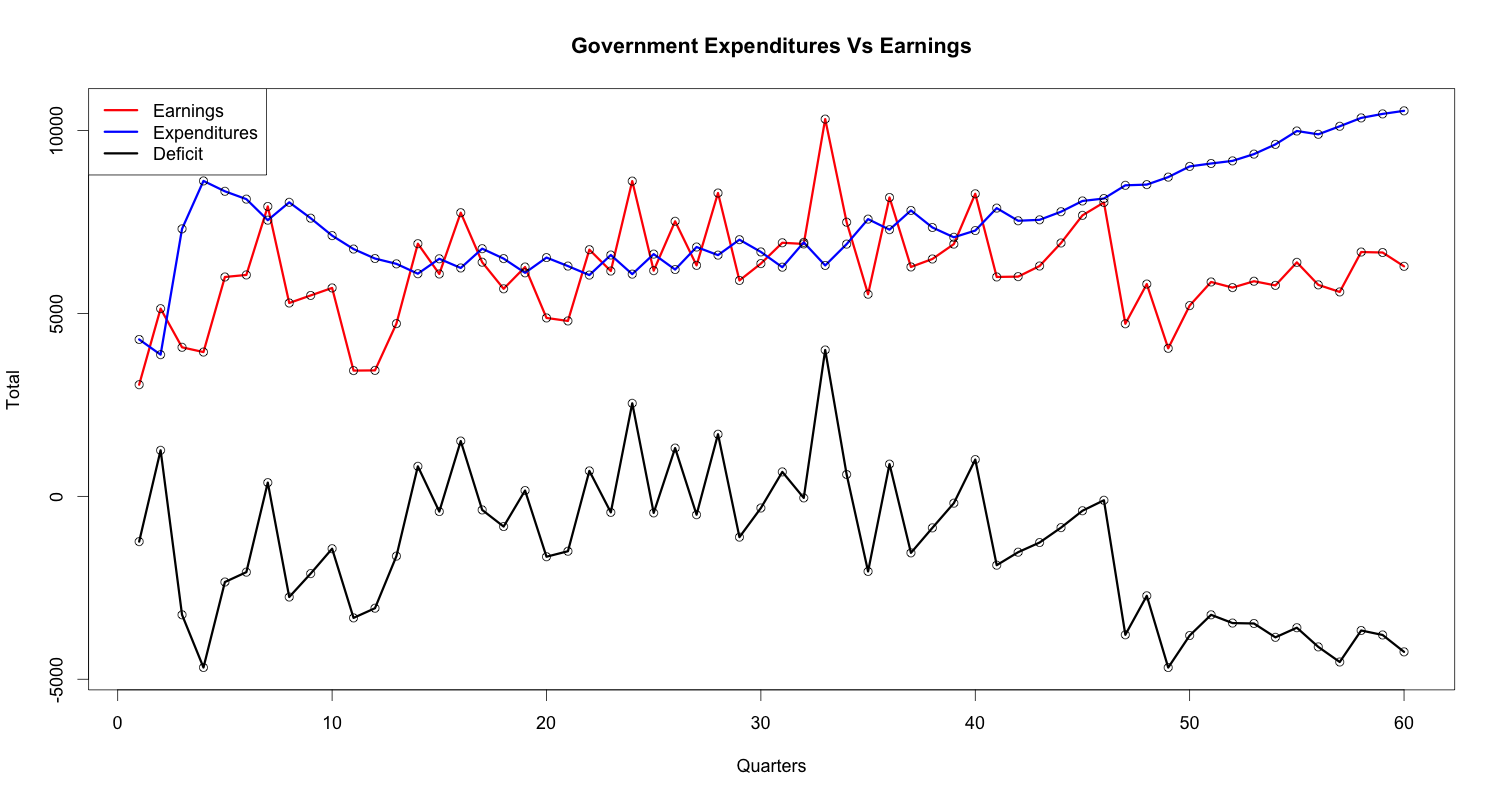 Government Expenditures Vs Earnings
Earnings
Expenditures
Deficit
10000
5000
0
-5000
Total
0 10 20 30 40 50 60
Quarters